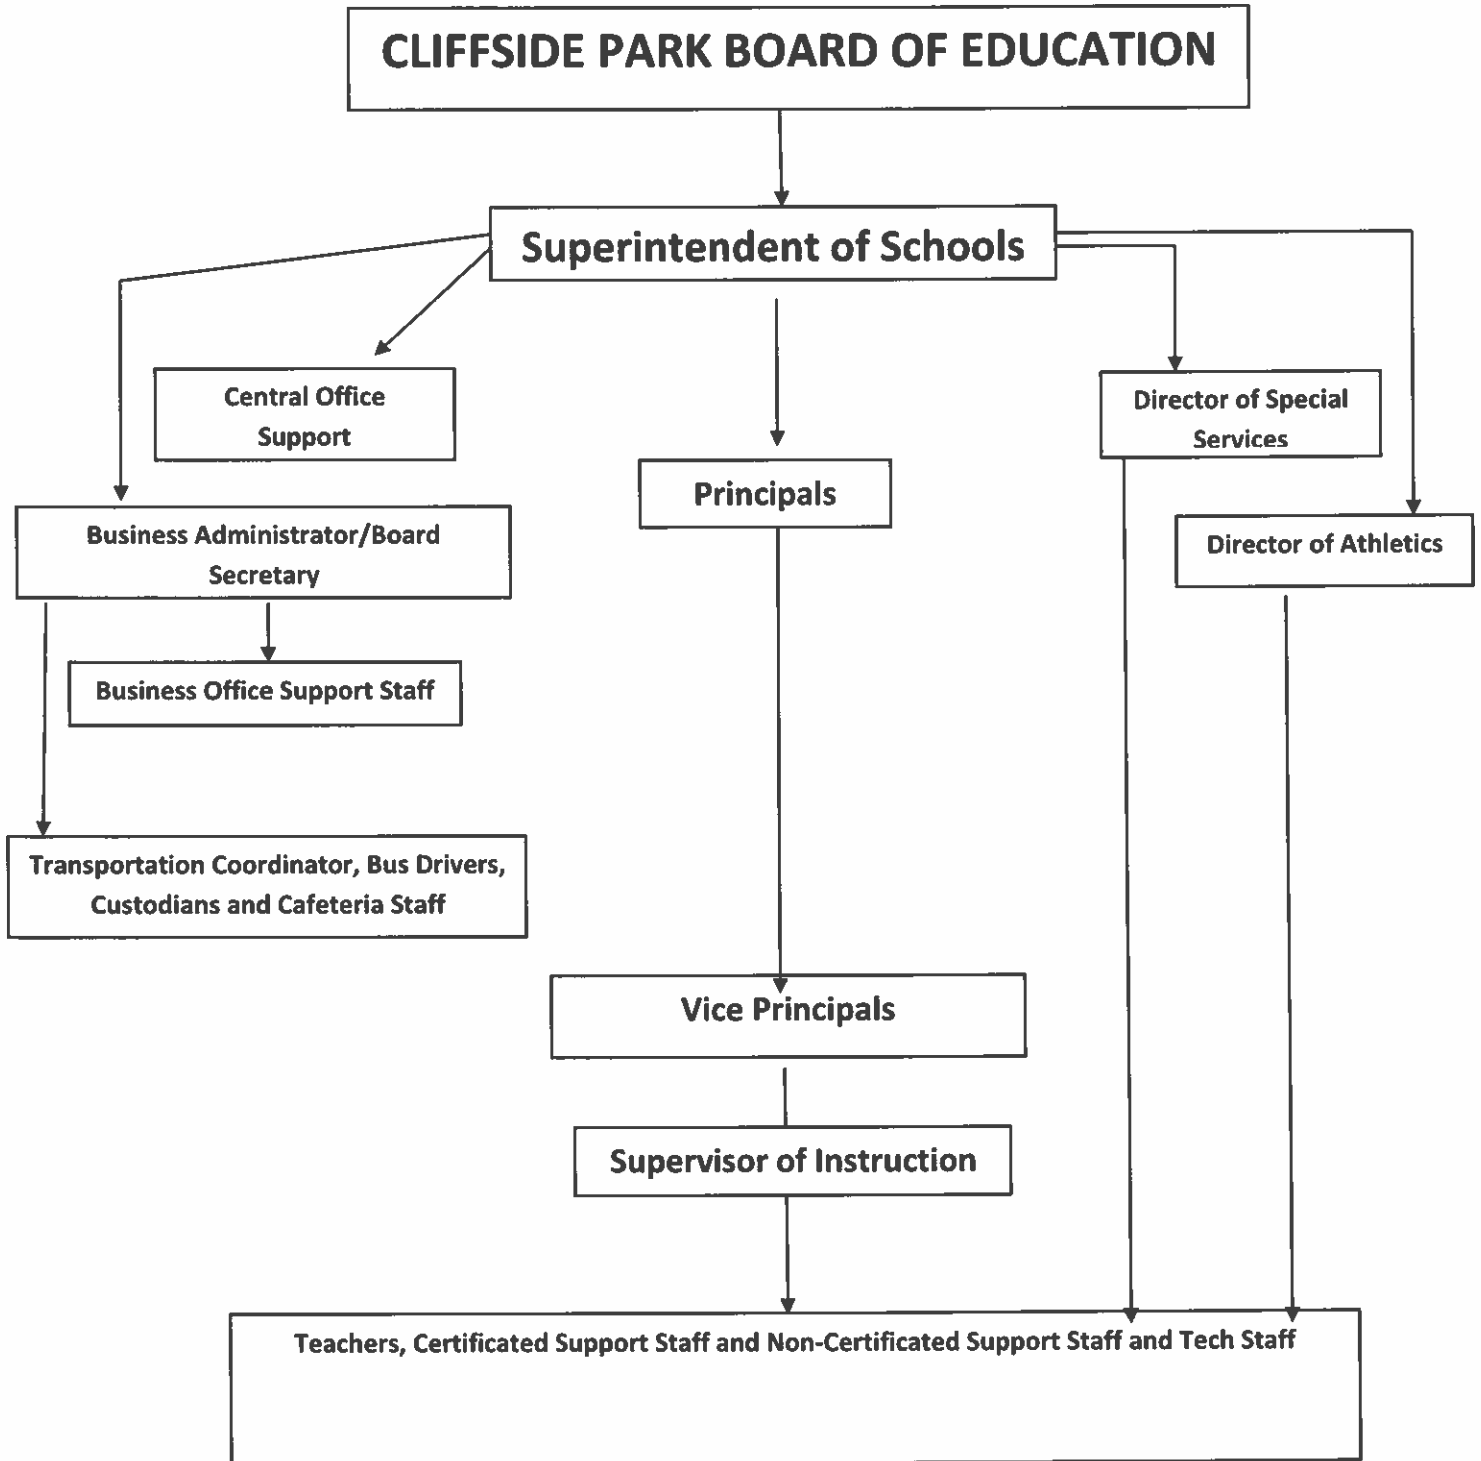 CLIFFSIDE PARK BOARD OF EDUCATION
Superintendent of Schools
Central Office
Support
Director of Special
Services
Principals
Business Administrator/Board
Secretary
Director of Athletics
Business Office Support Staff
Transportation Coordinator, Bus Drivers,
Custodians and Cafeteria Staff
Vice Principals
Supervisor of Instruction
Teachers, Certificated Support Staff and Non-Certificated Support Staff and Tech Staff